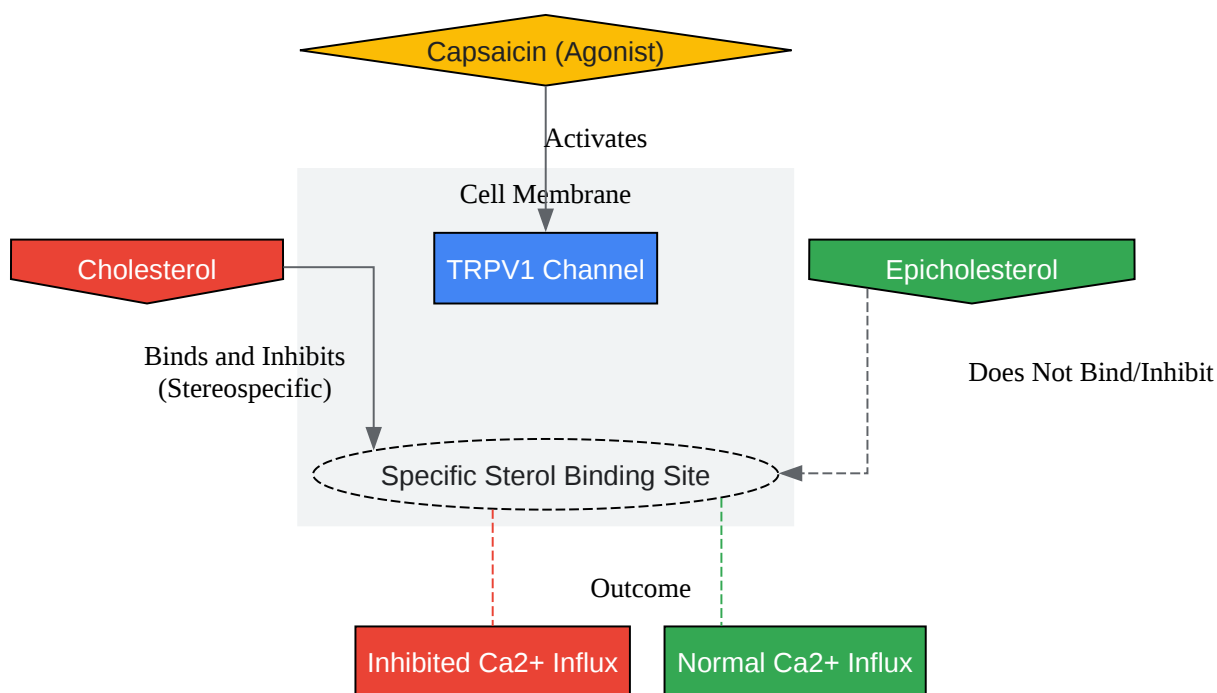 Capsaicin (Agonist)
Activates
Cell Membrane
TRPV1 Channel
Cholesterol
Epicholesterol
Binds and Inhibits
(Stereospecific)
Does Not Bind/Inhibit
Specific Sterol Binding Site
Outcome
Inhibited Ca2+ Influx
Normal Ca2+ Influx